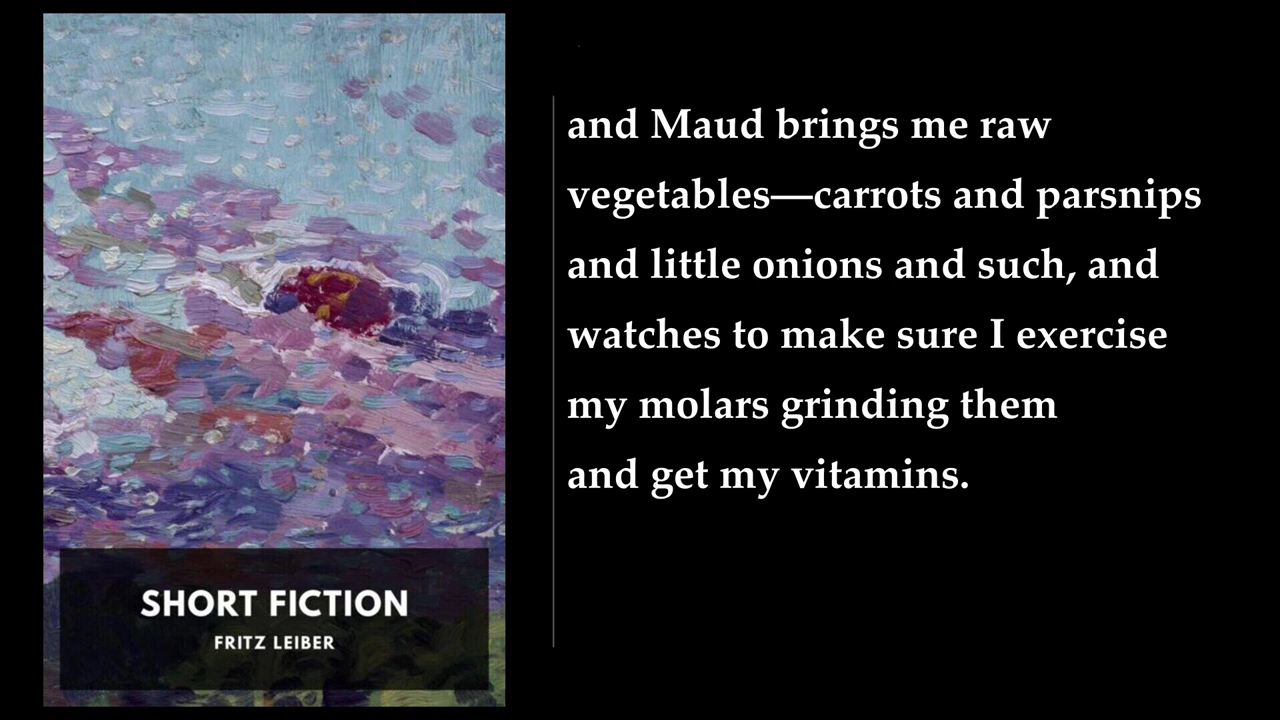 and Maud brings me raw
vegetables—carrots and parsnips
and little onions and such, and
watches to make sure I exercise
my molars grinding them
and get my vitamins.
SHORT FICTION
FRITZ LEIBER